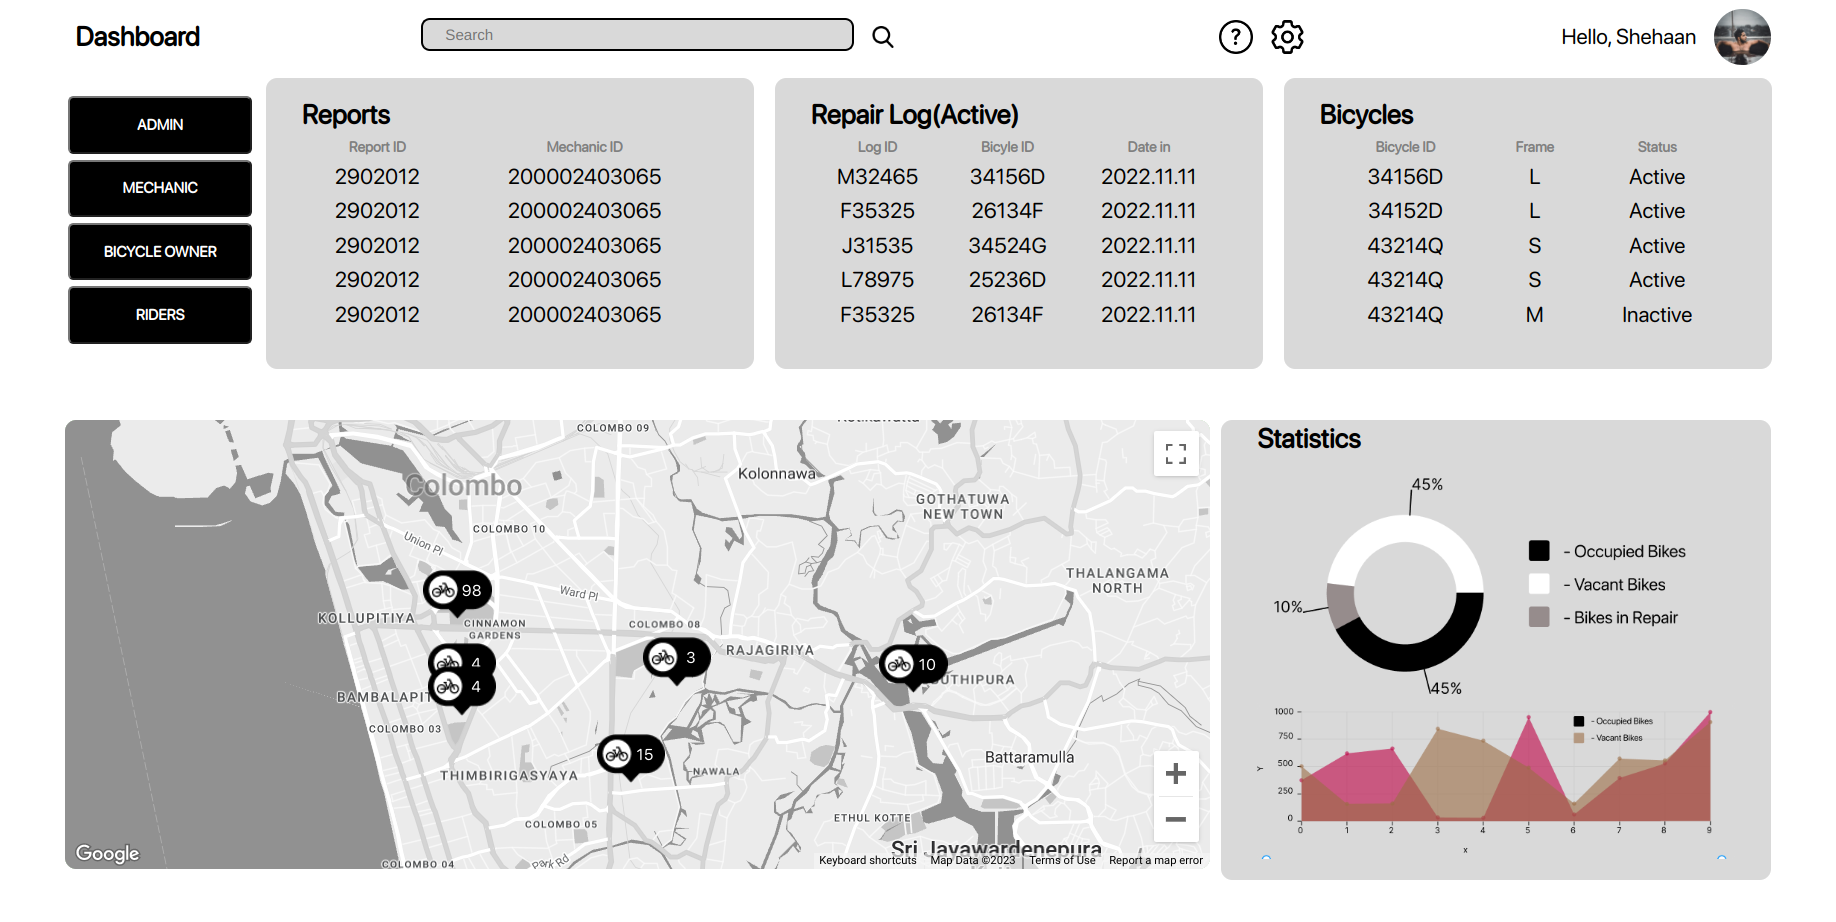 Dashboard
Search
?
Hello, Shehaan
ADMIN
MECHANIC
BICYCLE OWNER
RIDERS
Reports
Report ID Mechanic ID
2902012 200002403065
2902012 200002403065
2902012 200002403065
2902012 200002403065
2902012 200002403065
Repair Log(Active)
Log ID Bicyle ID Date in
M32465 34156D 2022.11.11
F35325 26134F 2022.11.11
J31535 34524G 2022.11.11
L78975 25236D 2022.11.11
F35325 26134F 2022.11.11
Bicycles
Bicycle ID Frame Status
34156D L Active
34152D L Active
43214Q S Active
43214Q S Active
43214Q M Inactive
COLOMBO 09
Kolonnawa
Colombo
GOTHATUWA
NEW TOWN
COLOMBO 10
Union Pl
THALANGAMA
NORTH
98
Ward Pl
KOLLUPITIYA
CINNAMON
GARDENS
COLOMBO 08
RAJAGIRIYA
4
3
10
4
BAMBALAPIT
UTHIPURA
COLOMBO 03
15
Battaramulla
THIMBIRIGASYAYA
NAWALA
COLOMBO 05
ETHUL KOTTE
Sri Jayawardenepura
Park Rd
COLOMBO 04
Google
Keyboard shortcuts Map Data ©2023 Terms of Use Report a map error
Statistics
45%
10%
45%
- Occupied Bikes
- Vacant Bikes
- Bikes in Repair
1000
750
500
250
0
Y
- Occupied Bikes
- Vacant Bikes
0 1 2 3 4 5 6 7 8 9
x